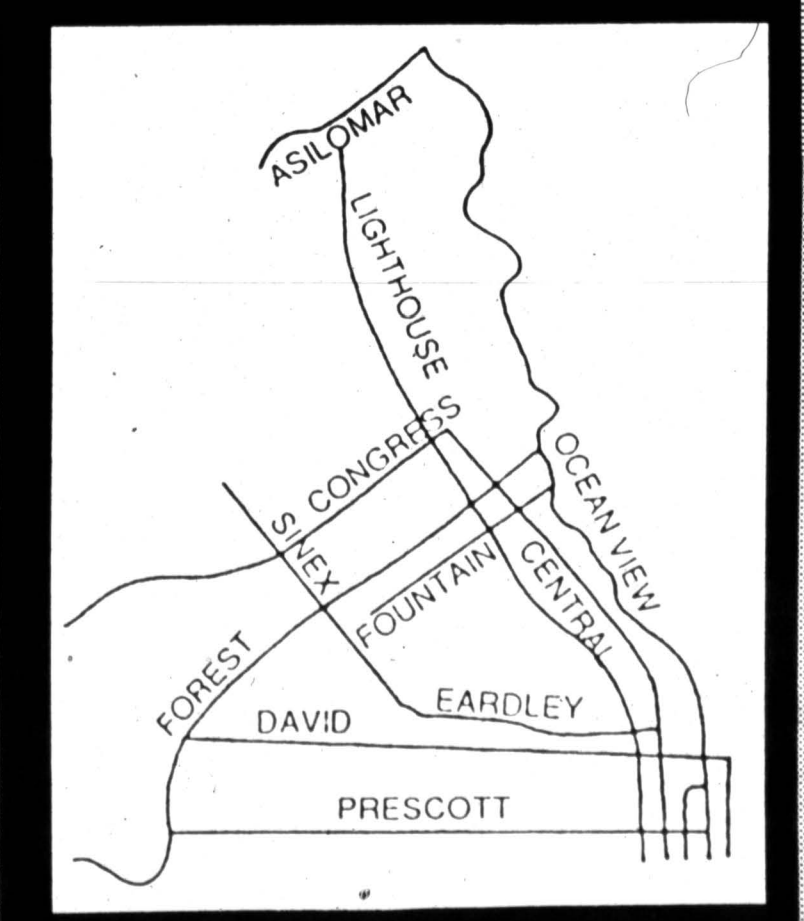 ASILOMAR
LIGHTHOUSE
CONGRESS
OCEAN VIEW
SINEX
FOUNTAIN
CENTRAL
FOREST
EARDLEY
DAVID
PRESCOTT